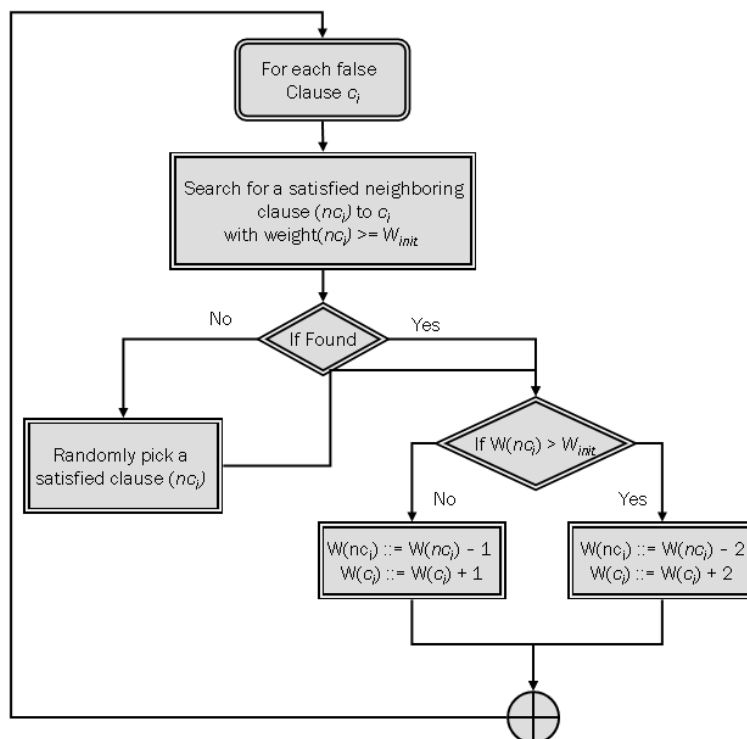 For each false
Clause c_i
Search for a satisfied neighboring
clause (nc_i) to c_i
with weight(nc_i) >= W_init
No
Yes
If Found
Randomly pick a
satisfied clause (nc_i)
If W(nc_i) > W_init
No
Yes
W(nc_i) ::= W(nc_i) - 1
W(c_i) ::= W(c_i) + 1
W(nc_i) ::= W(nc_i) - 2
W(c_i) ::= W(c_i) + 2